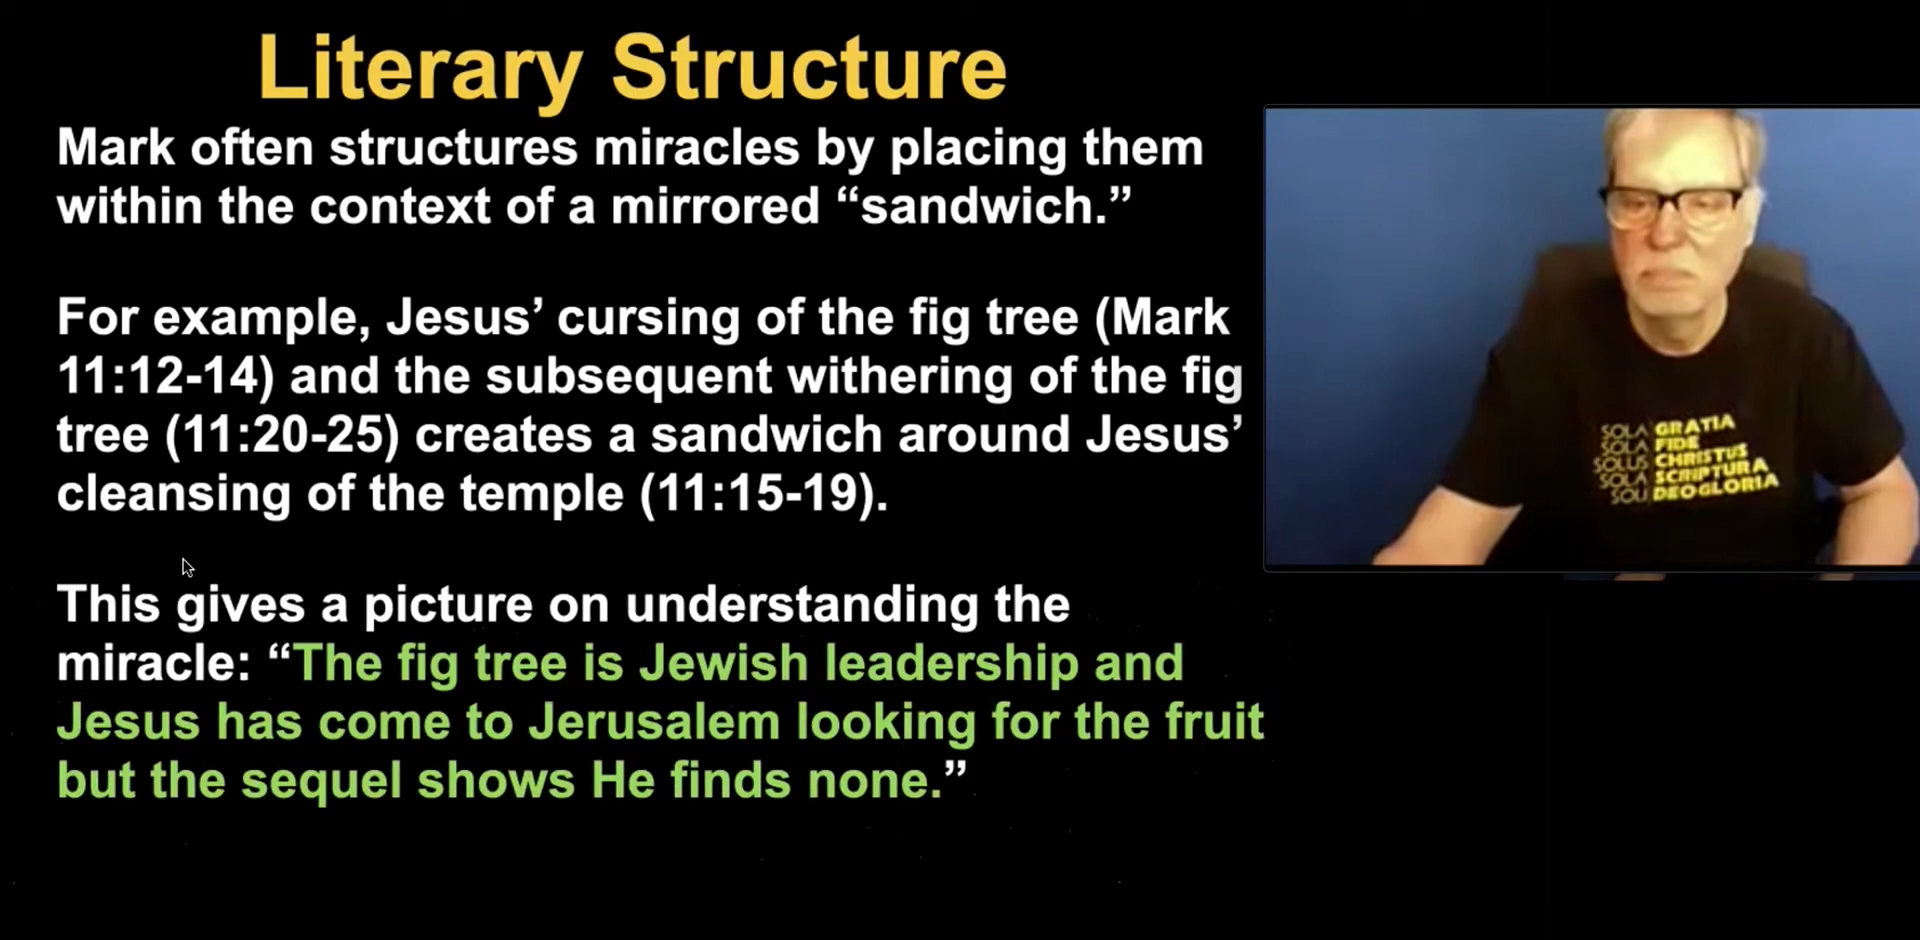 Literary Structure
Mark often structures miracles by placing them
within the context of a mirrored “sandwich.”
For example, Jesus’ cursing of the fig tree (Mark
11:12-14) and the subsequent withering of the fig
tree (11:20-25) creates a sandwich around Jesus’
cleansing of the temple (11:15-19).
This gives a picture on understanding the
miracle: “The fig tree is Jewish leadership and
Jesus has come to Jerusalem looking for the fruit
but the sequel shows He finds none.”
SOLA GRATIA
SOLA FIDE
SOLUS CHRISTUS
SOLA SCRIPTURA
SOLI DEO GLORIA